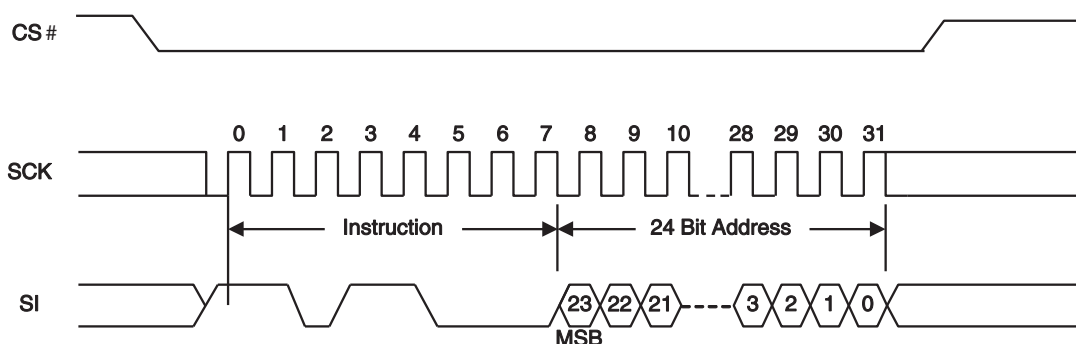 CS #
0 1 2 3 4 5 6 7 8 9 10 28 29 30 31
SCK
Instruction 24 Bit Address
SI 23 22 21 3 2 1 0
MSB